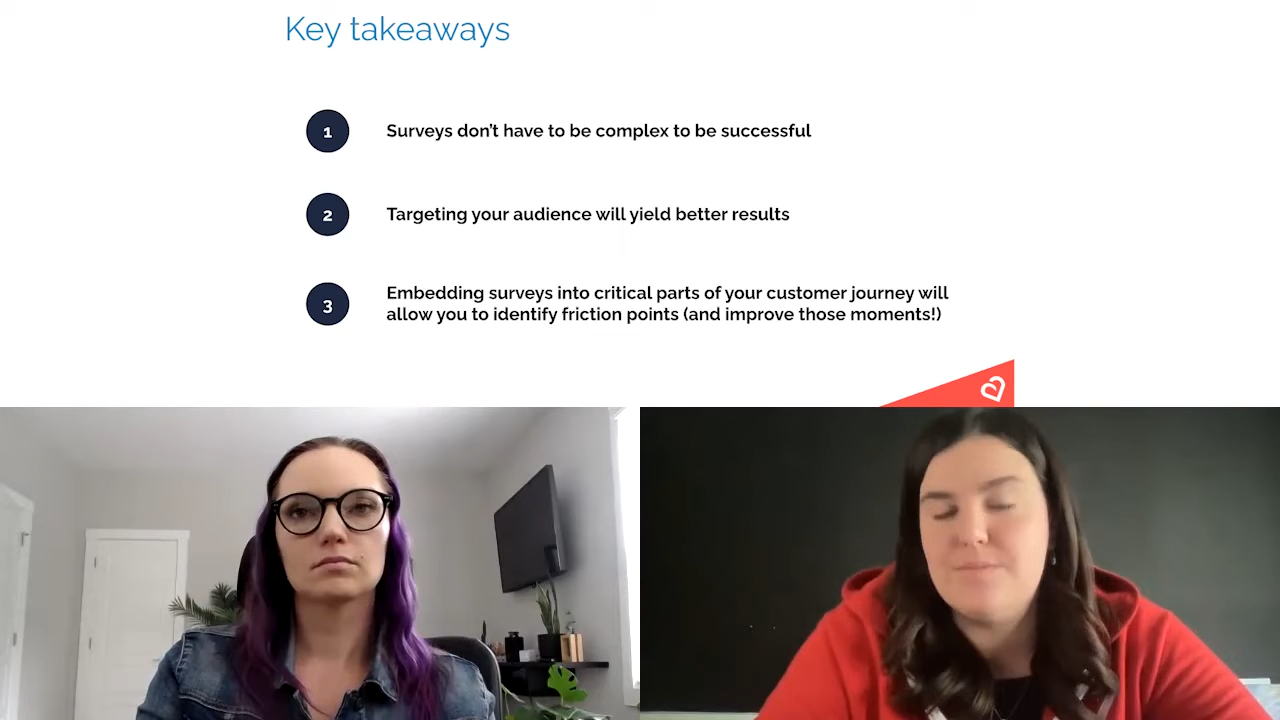 Key takeaways
1
Surveys don't have to be complex to be successful
2
Targeting your audience will yield better results
3
Embedding surveys into critical parts of your customer journey will
allow you to identify friction points (and improve those moments!)